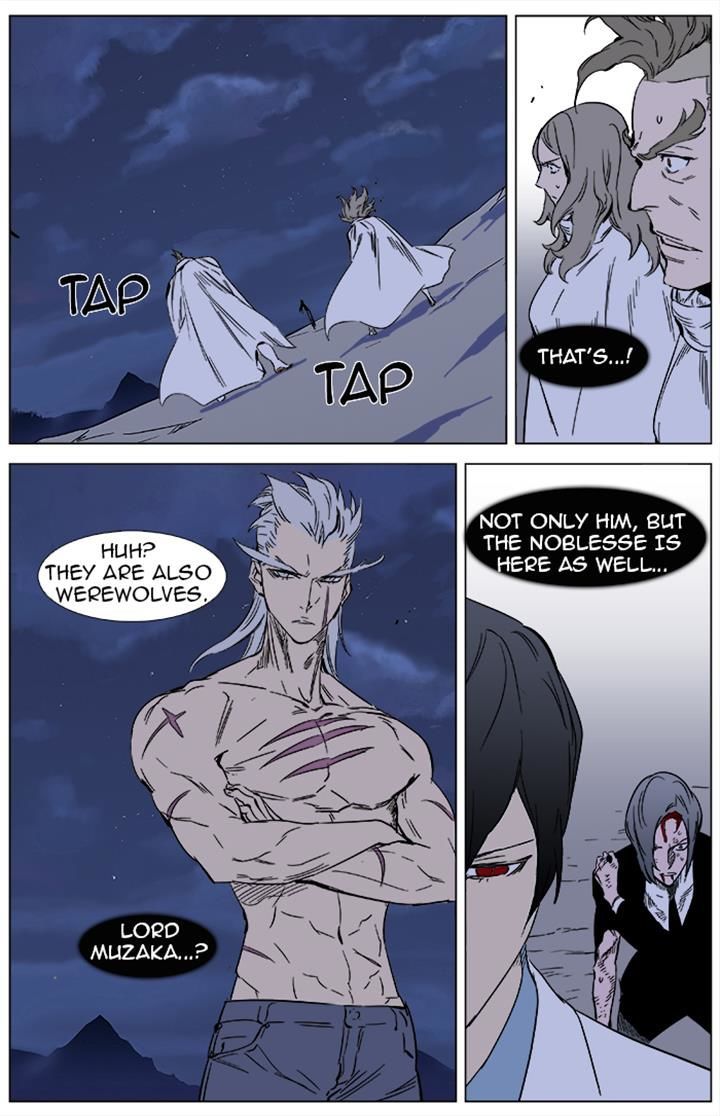 TAP
TAP
THAT'S...!
HUH?
THEY ARE ALSO
WEREWOLVES.
LORD
MUZAKA...?
NOT ONLY HIM, BUT
THE NOBLESSE IS
HERE AS WELL...